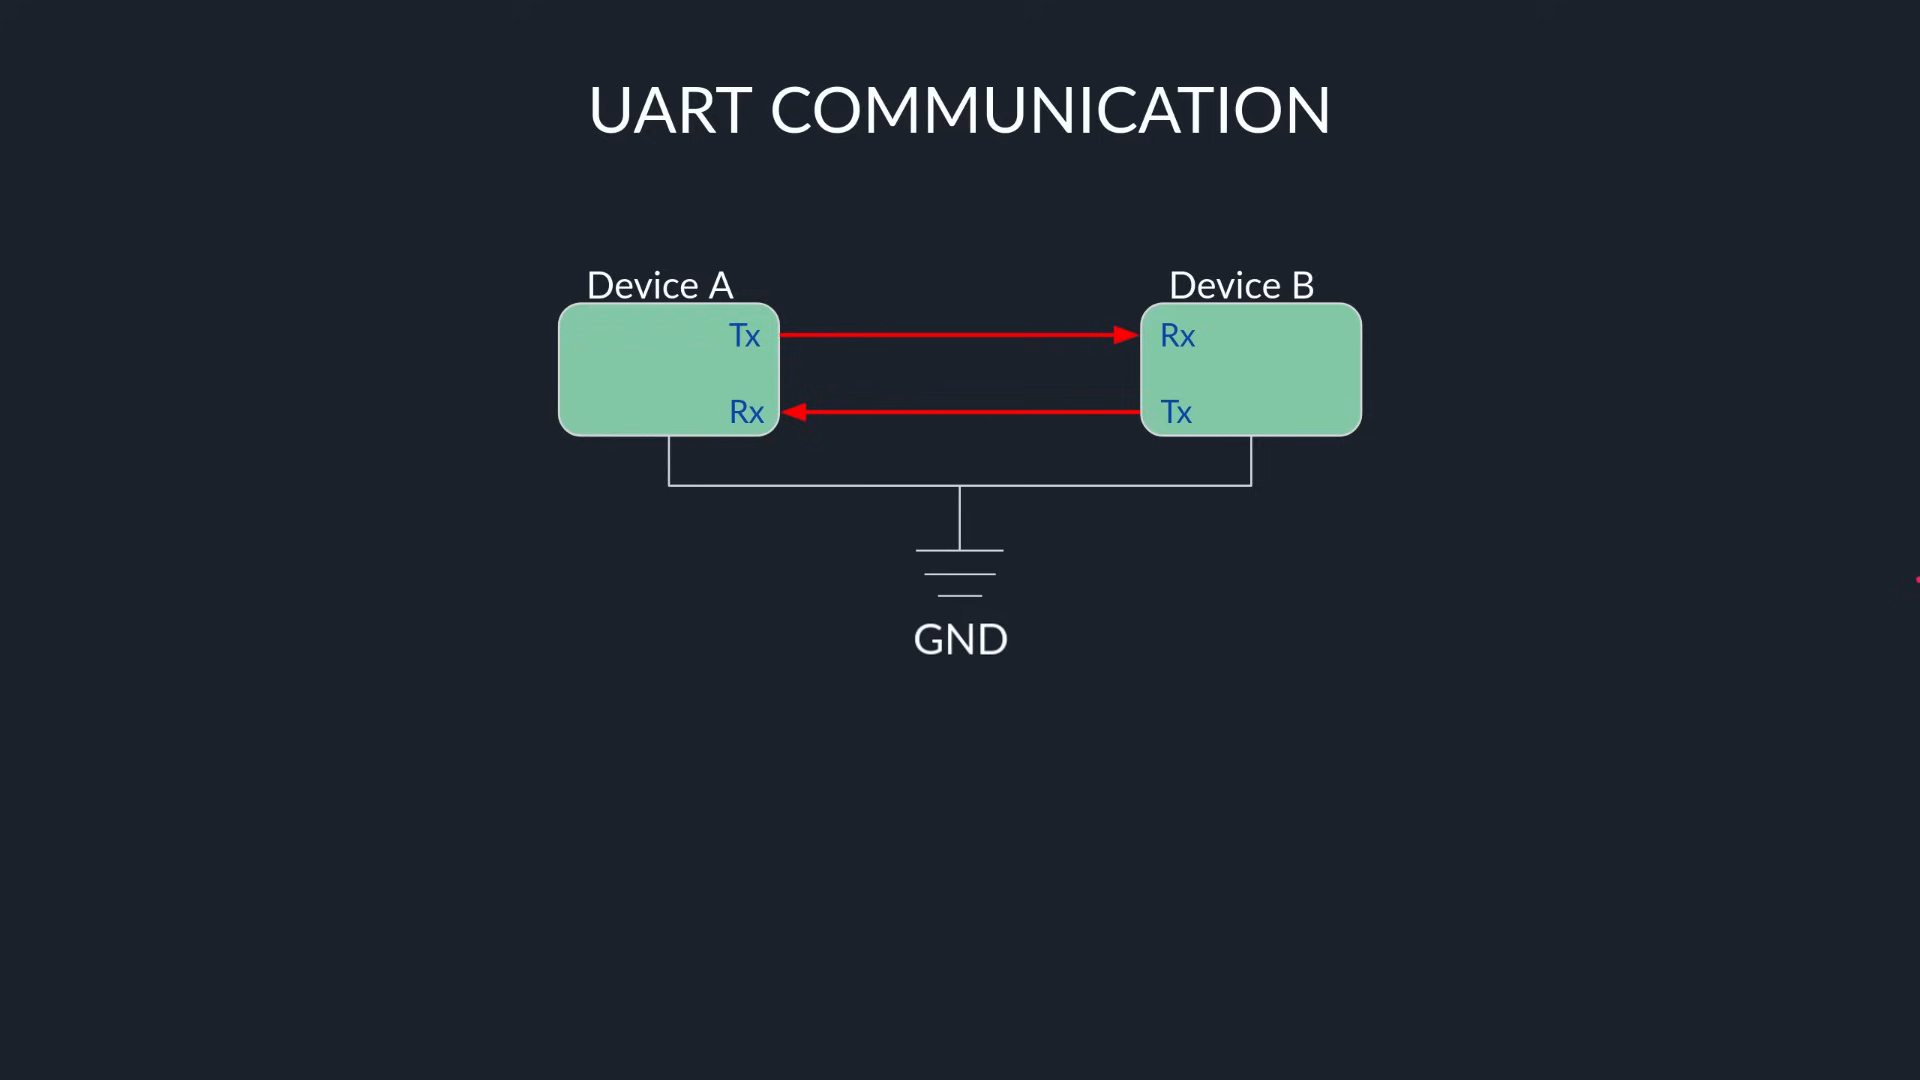 UART COMMUNICATION
Device A
Device B
Tx
Rx
Rx
Tx
GND